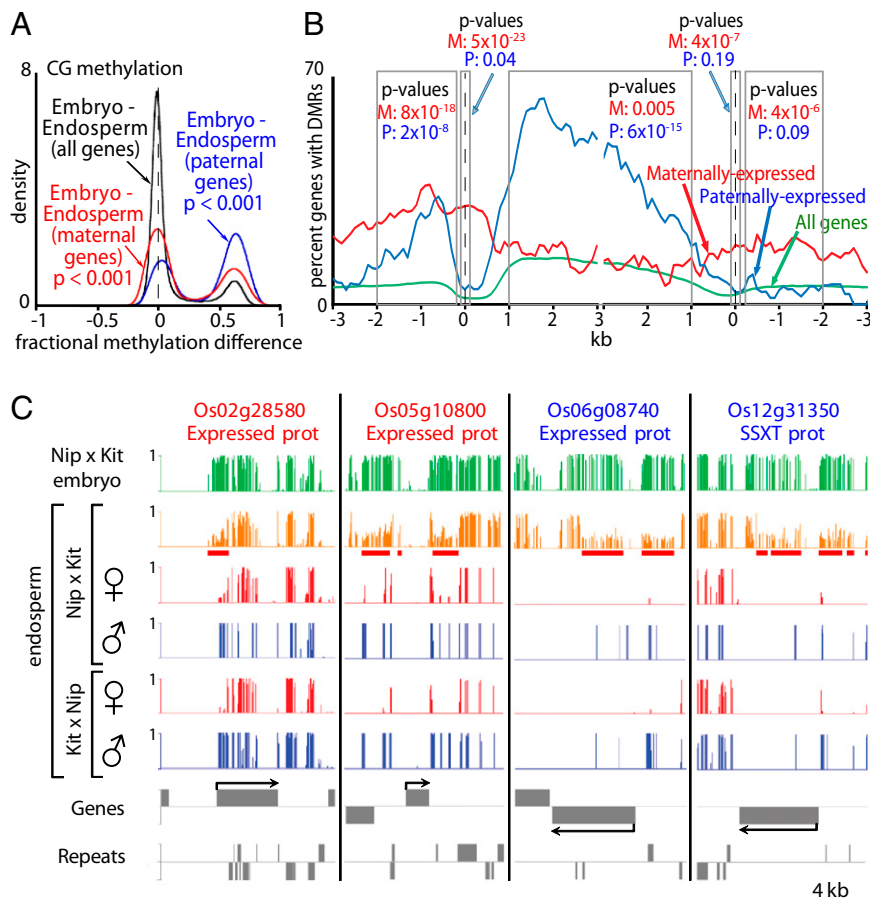 A
CG methylation
8
0
density
Embryo -
Endosperm
(all genes)
Embryo -
Endosperm
(paternal
genes)
p < 0.001
Embryo -
Endosperm
(maternal
genes)
p < 0.001
-1 -0.5 0 0.5 1
fractional methylation difference
B
p-values
M: 5x10⁻²³
P: 0.04
p-values
M: 4x10⁻⁷
P: 0.19
70
0
percent genes with DMRs
p-values
M: 8x10⁻¹⁸
P: 2x10⁻⁸
p-values
M: 0.005
P: 6x10⁻¹⁵
p-values
M: 4x10⁻⁶
P: 0.09
Maternally-expressed
Paternally-expressed
All genes
-3 -2 -1 0 1 2 3 2 1 0 -1 -2 -3
kb
C
Os02g28580
Expressed prot
Os05g10800
Expressed prot
Os06g08740
Expressed prot
Os12g31350
SSXT prot
Nip x Kit
embryo
1
endosperm
Nip x Kit
1
♀
1
♂
1
Kit x Nip
♀
1
♂
1
Genes
Repeats
4 kb